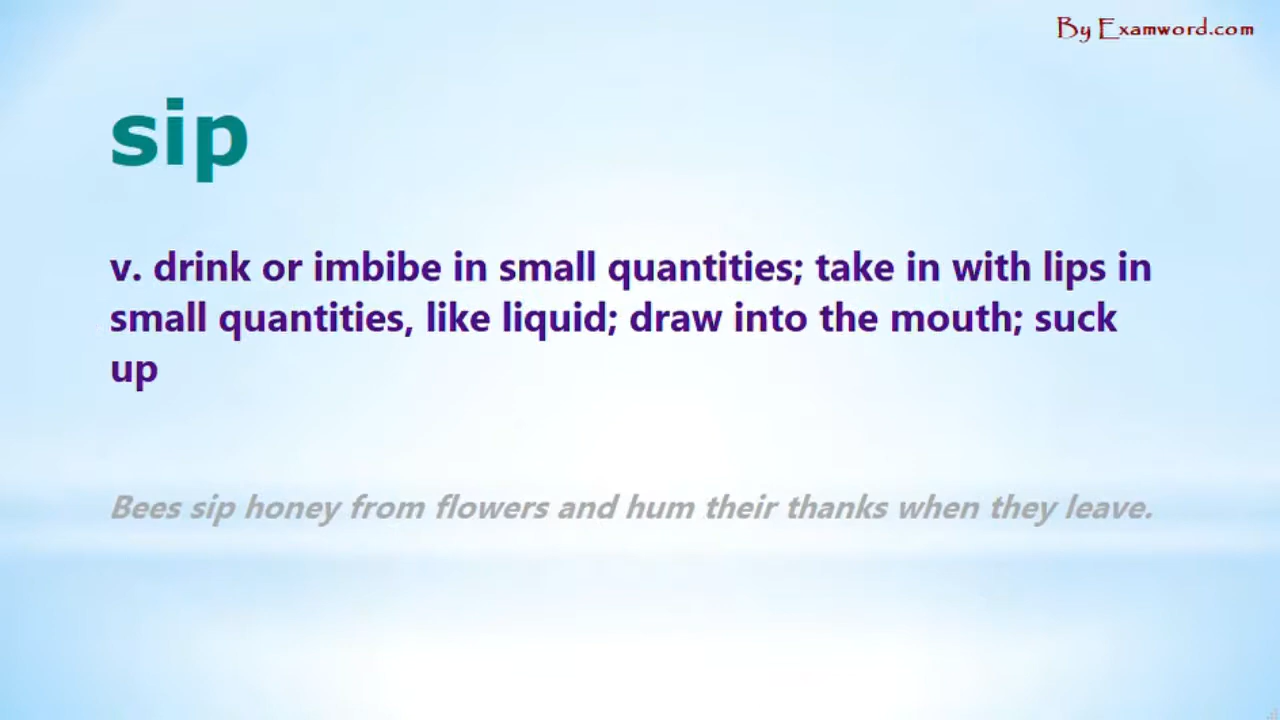 By Examword.com
sip
v. drink or imbibe in small quantities; take in with lips in
small quantities, like liquid; draw into the mouth; suck
up
Bees sip honey from flowers and hum their thanks when they leave.